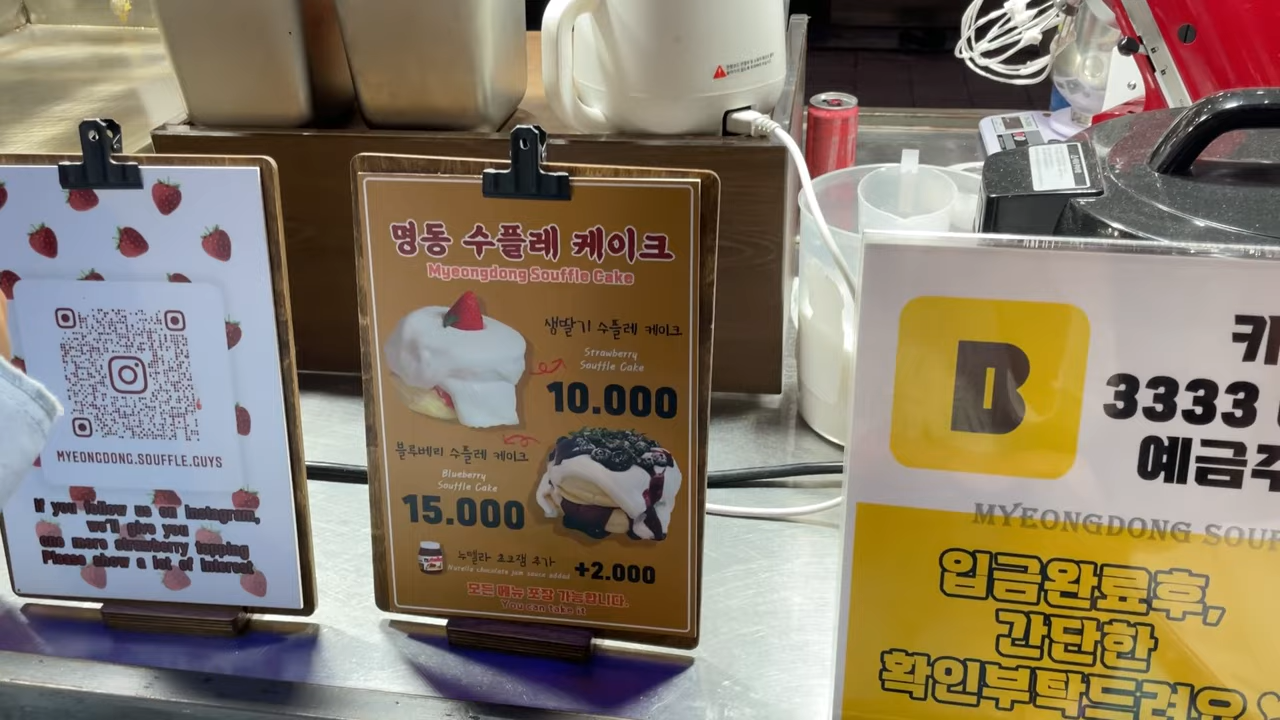 MYEONGDONG.SOUFFLE.GUYS
If you follow us on Instagram,
we'll give you
one more strawberry topping
Please show a lot of interest
명동 수플레 케이크
Myeongdong Souffle Cake
생딸기 수플레 케이크
Strawberry
Souffle Cake
10.000
블루베리 수플레 케이크
Blueberry
Souffle Cake
15.000
누텔라 초코잼 추가
Nutella chocolate jam sauce added
+2.000
모든 메뉴 포장 가능합니다.
You can take it
B
카
3333
예금주
MYEONGDONG SOUF
입금완료후,
간단한
확인부탁드려요